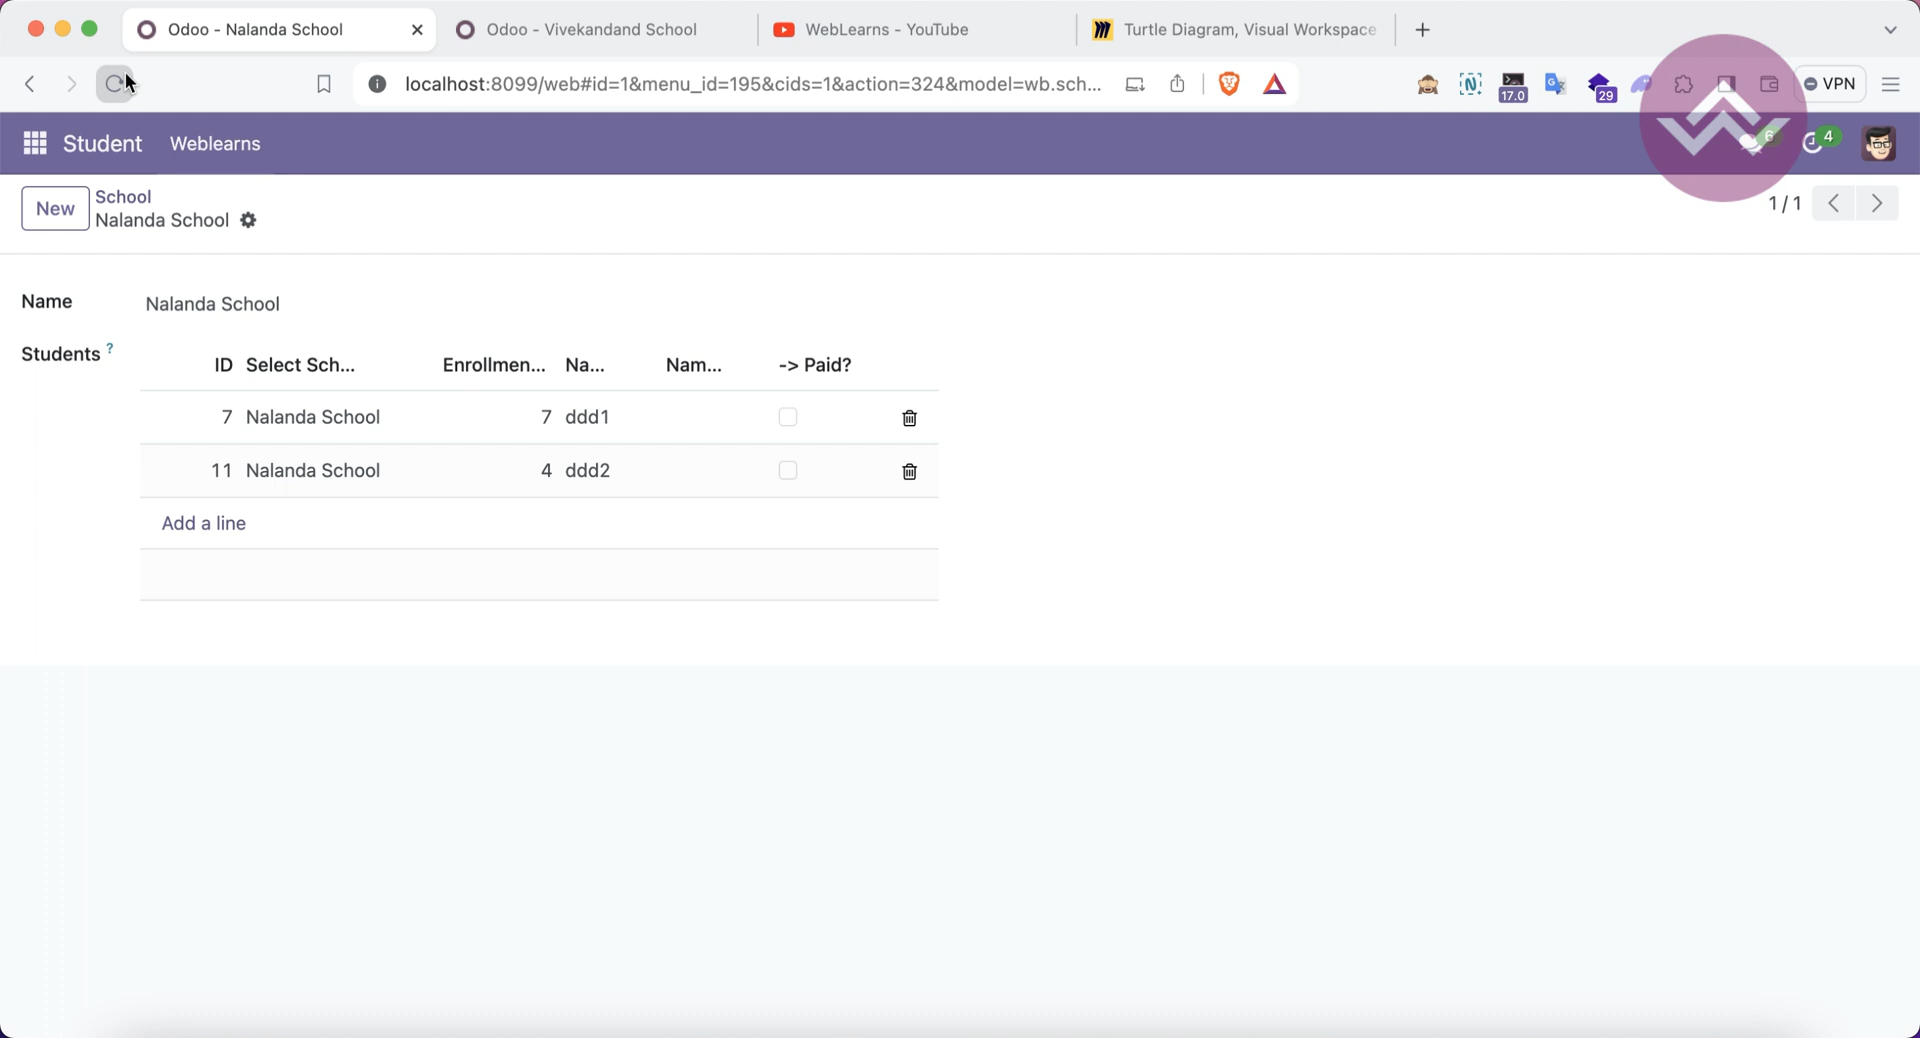 Odoo - Nalanda School
Odoo - Vivekandand School
WebLearns - YouTube
Turtle Diagram, Visual Workspace
localhost:8099/web#id=1&menu_id=195&cids=1&action=324&model=wb.sch...
17.0
29
VPN
Student
Weblearns
6
4
New
School
Nalanda School
1 / 1
Name
Nalanda School
Students ?
ID Select Sch... Enrollmen... Na... Nam... -> Paid?
7 Nalanda School 7 ddd1
11 Nalanda School 4 ddd2
Add a line